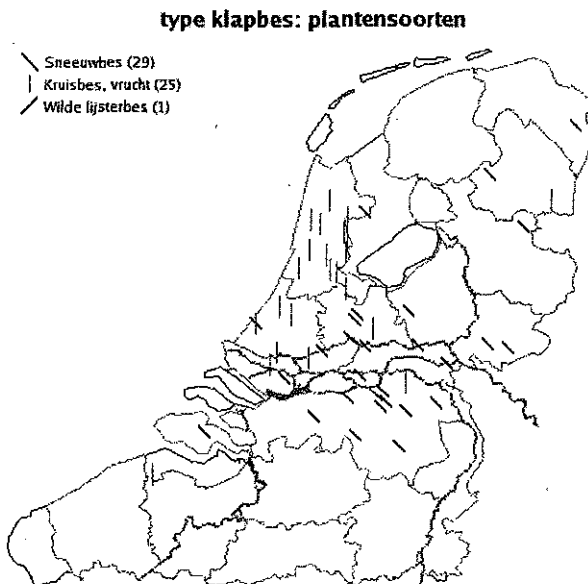 type klapbes: plantensoorten
Sneeuwbes (29)
Kruisbes, vrucht (25)
Wilde lijsterbes (1)